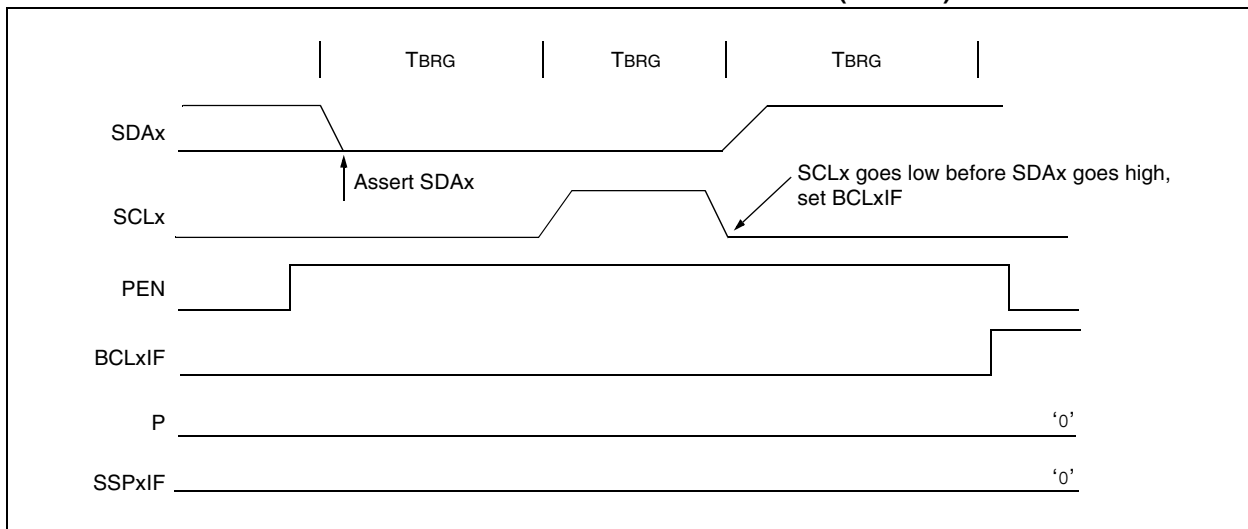 TBRG TBRG TBRG
SDAx
Assert SDAx
SCLx goes low before SDAx goes high,
set BCLxIF
SCLx
PEN
BCLxIF
P '0'
SSPxIF '0'